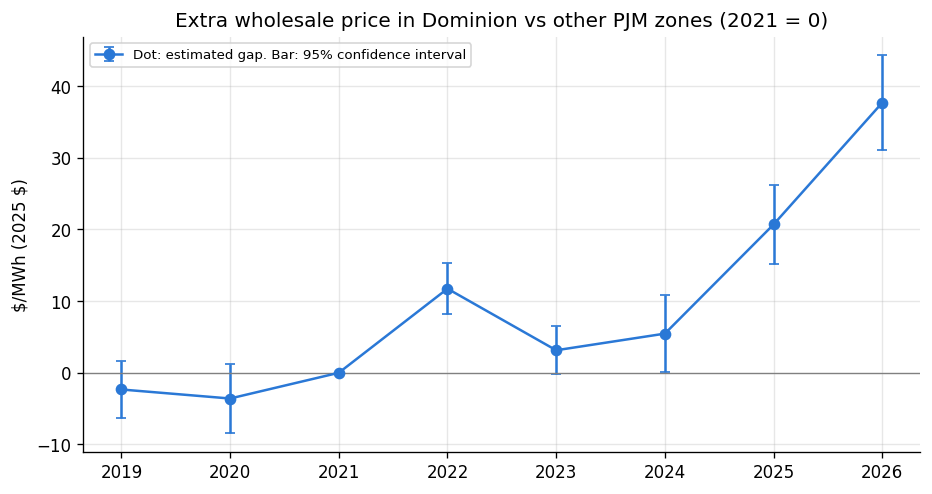 Extra wholesale price in Dominion vs other PJM zones (2021 = 0)
Dot: estimated gap. Bar: 95% confidence interval
$/MWh (2025 $)
40
30
20
10
0
−10
2019 2020 2021 2022 2023 2024 2025 2026